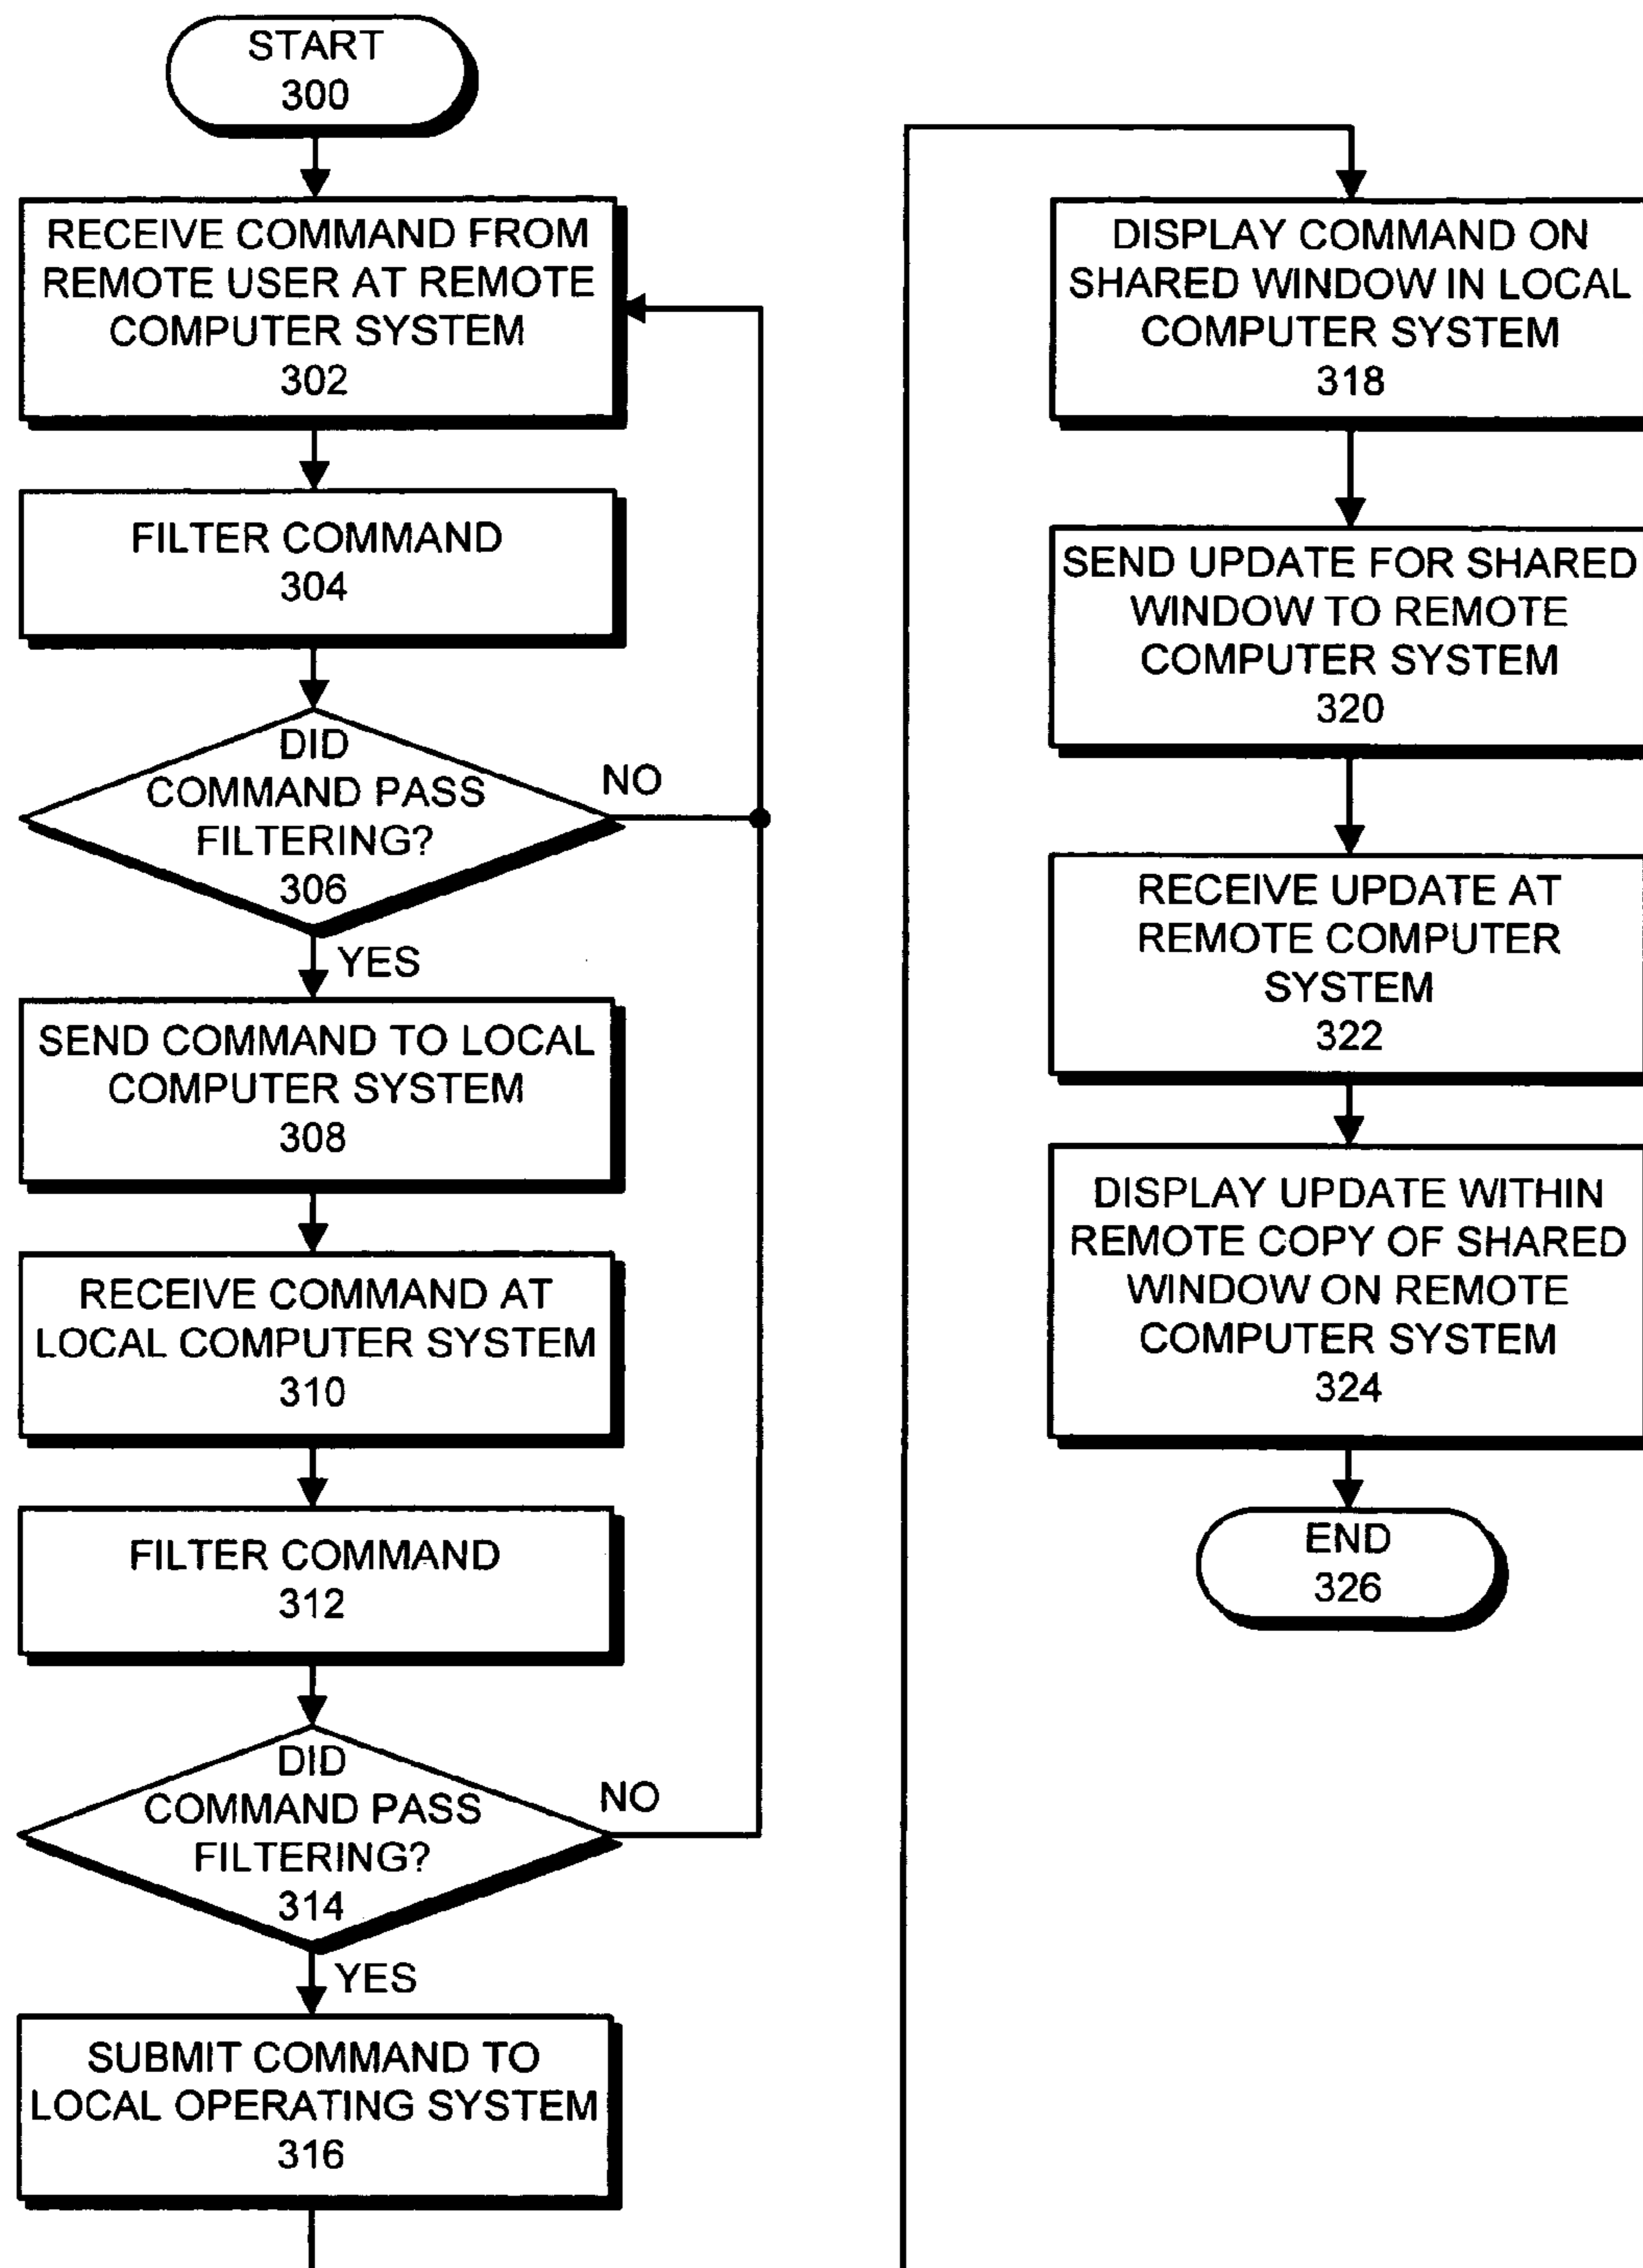 START
300
RECEIVE COMMAND FROM
REMOTE USER AT REMOTE
COMPUTER SYSTEM
302
FILTER COMMAND
304
DID
COMMAND PASS
FILTERING?
306
NO
YES
SEND COMMAND TO LOCAL
COMPUTER SYSTEM
308
RECEIVE COMMAND AT
LOCAL COMPUTER SYSTEM
310
FILTER COMMAND
312
DID
COMMAND PASS
FILTERING?
314
NO
YES
SUBMIT COMMAND TO
LOCAL OPERATING SYSTEM
316
DISPLAY COMMAND ON
SHARED WINDOW IN LOCAL
COMPUTER SYSTEM
318
SEND UPDATE FOR SHARED
WINDOW TO REMOTE
COMPUTER SYSTEM
320
RECEIVE UPDATE AT
REMOTE COMPUTER
SYSTEM
322
DISPLAY UPDATE WITHIN
REMOTE COPY OF SHARED
WINDOW ON REMOTE
COMPUTER SYSTEM
324
END
326